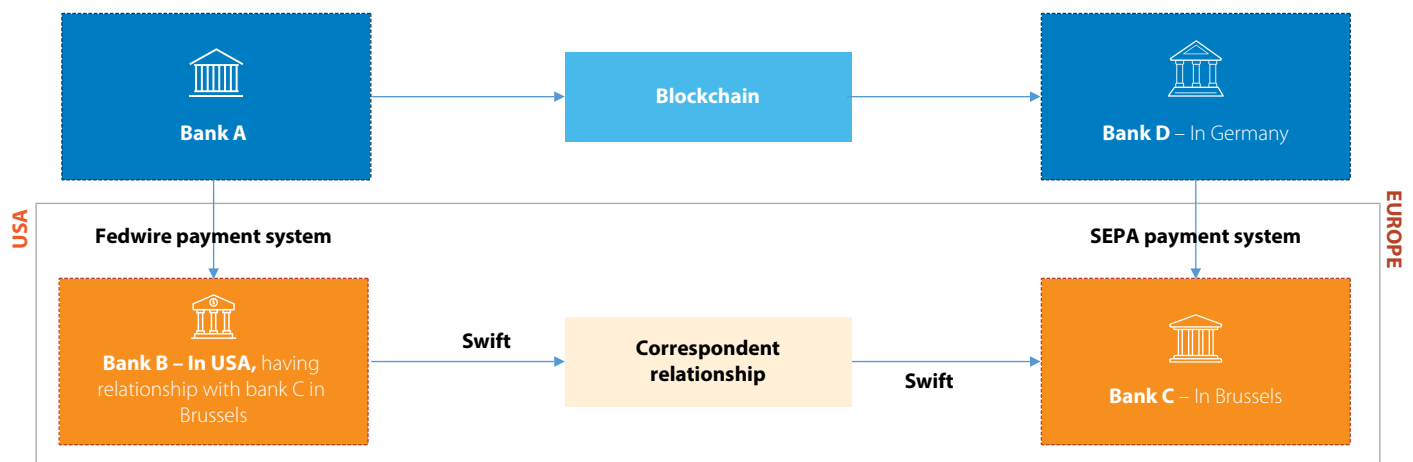 Bank A
Blockchain
Bank D – In Germany
USA
EUROPE
Fedwire payment system
SEPA payment system
Bank B – In USA, having
relationship with bank C in
Brussels
Swift
Correspondent
relationship
Swift
Bank C – In Brussels